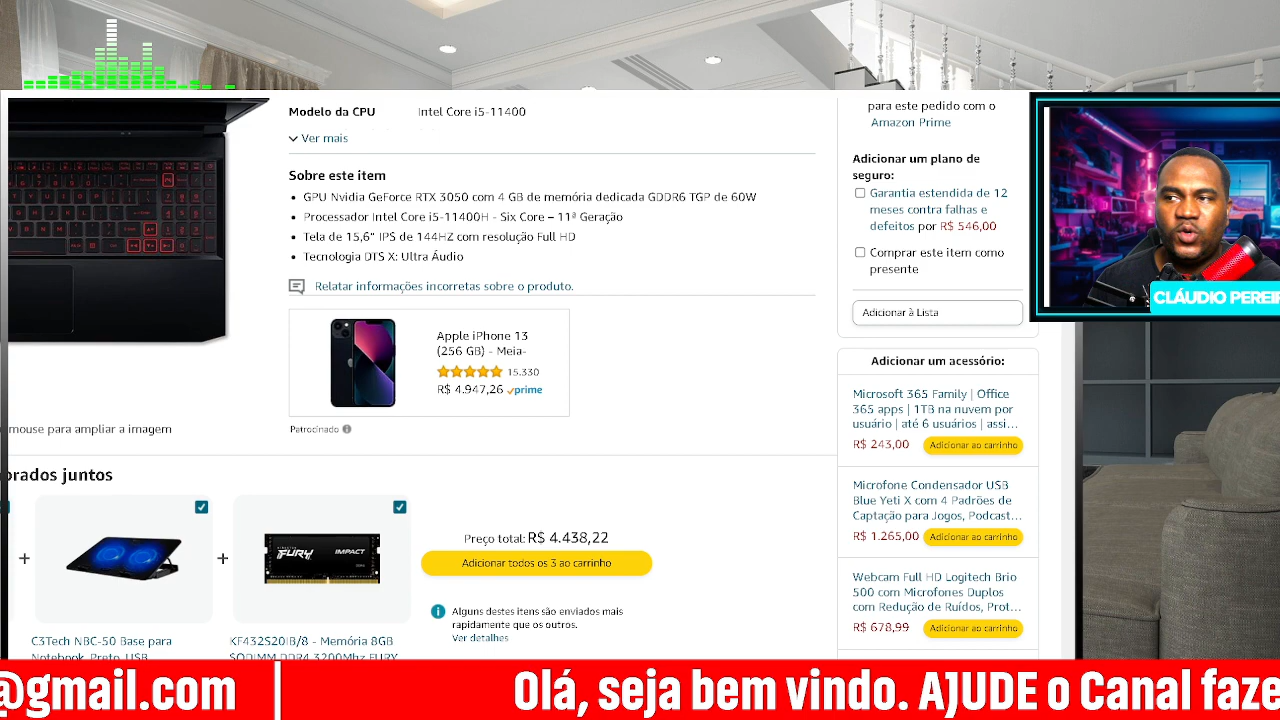 Modelo da CPU Intel Core i5-11400
Ver mais
Sobre este item
• GPU Nvidia GeForce RTX 3050 com 4 GB de memória dedicada GDDR6 TGP de 60W
• Processador Intel Core i5-11400H - Six Core – 11ª Geração
• Tela de 15,6" IPS de 144HZ com resolução Full HD
• Tecnologia DTS X: Ultra Áudio
Relatar informações incorretas sobre o produto.
Apple iPhone 13
(256 GB) - Meia-
15.330
R$ 4.947,26 prime
Patrocinado
mouse para ampliar a imagem
orados juntos
+
+
FURY IMPACT
C3Tech NBC-50 Base para
Notebook, Preto, USB
KF432S20IB/8 - Memória 8GB
SODIMM DDR4 3200Mhz FURY
Preço total: R$ 4.438,22
Adicionar todos os 3 ao carrinho
Alguns destes itens são enviados mais
rapidamente que os outros.
Ver detalhes
para este pedido com o
Amazon Prime
Adicionar um plano de
seguro:
Garantia estendida de 12
meses contra falhas e
defeitos por R$ 546,00
Comprar este item como
presente
Adicionar à Lista
Adicionar um acessório:
Microsoft 365 Family | Office
365 apps | 1TB na nuvem por
usuário | até 6 usuários | assi...
R$ 243,00 Adicionar ao carrinho
Microfone Condensador USB
Blue Yeti X com 4 Padrões de
Captação para Jogos, Podcast...
R$ 1.265,00 Adicionar ao carrinho
Webcam Full HD Logitech Brio
500 com Microfones Duplos
com Redução de Ruídos, Prot...
R$ 678,99 Adicionar ao carrinho
CLÁUDIO PEREIR
@gmail.com
Olá, seja bem vindo. AJUDE o Canal faze